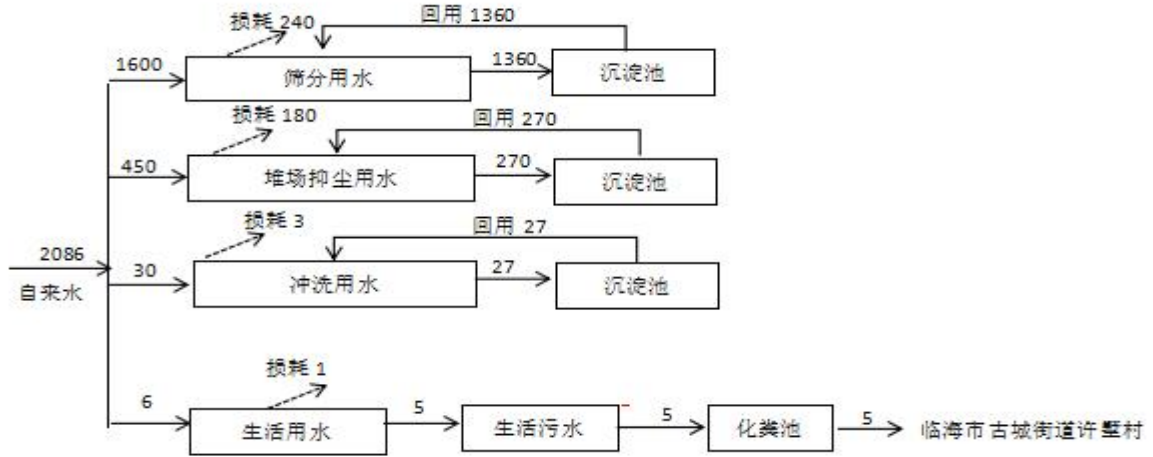 损耗 240
回用 1360
1600
筛分用水
1360
沉淀池
损耗 180
回用 270
450
堆场抑尘用水
270
沉淀池
损耗 3
回用 27
2086
自来水
30
冲洗用水
27
沉淀池
损耗 1
6
生活用水
5
生活污水
5
化粪池
5
临海市古城街道许墅村